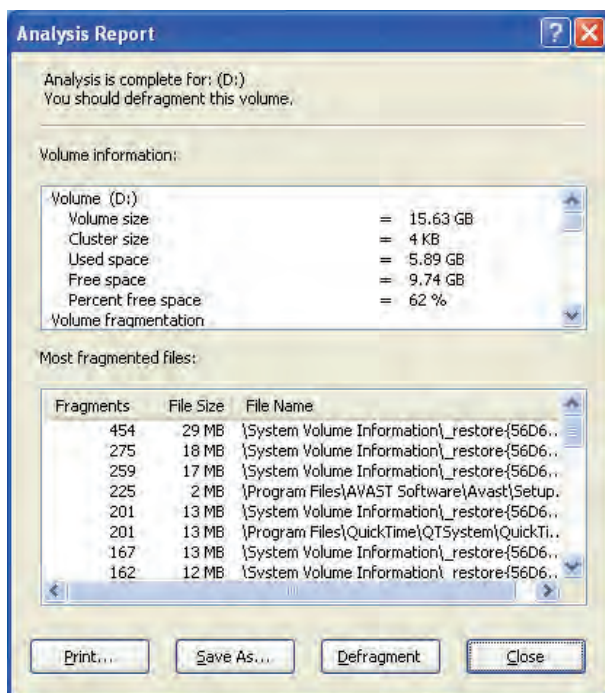 Analysis Report
Analysis is complete for: (D:)
You should defragment this volume.
Volume information:
Volume (D:)
Volume size = 15.63 GB
Cluster size = 4 KB
Used space = 5.89 GB
Free space = 9.74 GB
Percent free space = 62 %
Volume fragmentation
Most fragmented files:
Fragments File Size File Name
454 29 MB \System Volume Information\_restore{56D6..
275 18 MB \System Volume Information\_restore{56D6..
259 17 MB \System Volume Information\_restore{56D6..
225 2 MB \Program Files\AVAST Software\Avast\Setup.
201 13 MB \System Volume Information\_restore{56D6..
201 13 MB \Program Files\QuickTime\QTSystem\QuickTi..
167 13 MB \System Volume Information\_restore{56D6..
162 12 MB \System Volume Information\_restore{56D6..
Print... Save As... Defragment Close